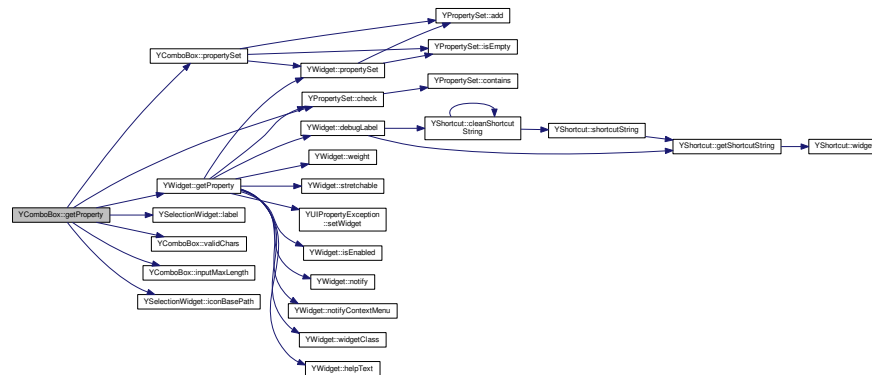 YPropertySet::add
YComboBox::propertySet
YPropertySet::isEmpty
YWidget::propertySet
YPropertySet::contains
YPropertySet::check
YShortcut::cleanShortcut
String
YWidget::debugLabel
YShortcut::shortcutString
YShortcut::getShortcutString
YShortcut::widget
YWidget::weight
YWidget::getProperty
YWidget::stretchable
YComboBox::getProperty
YSelectionWidget::label
YUIPropertyException
::setWidget
YComboBox::validChars
YWidget::isEnabled
YComboBox::inputMaxLength
YWidget::notify
YSelectionWidget::iconBasePath
YWidget::notifyContextMenu
YWidget::widgetClass
YWidget::helpText